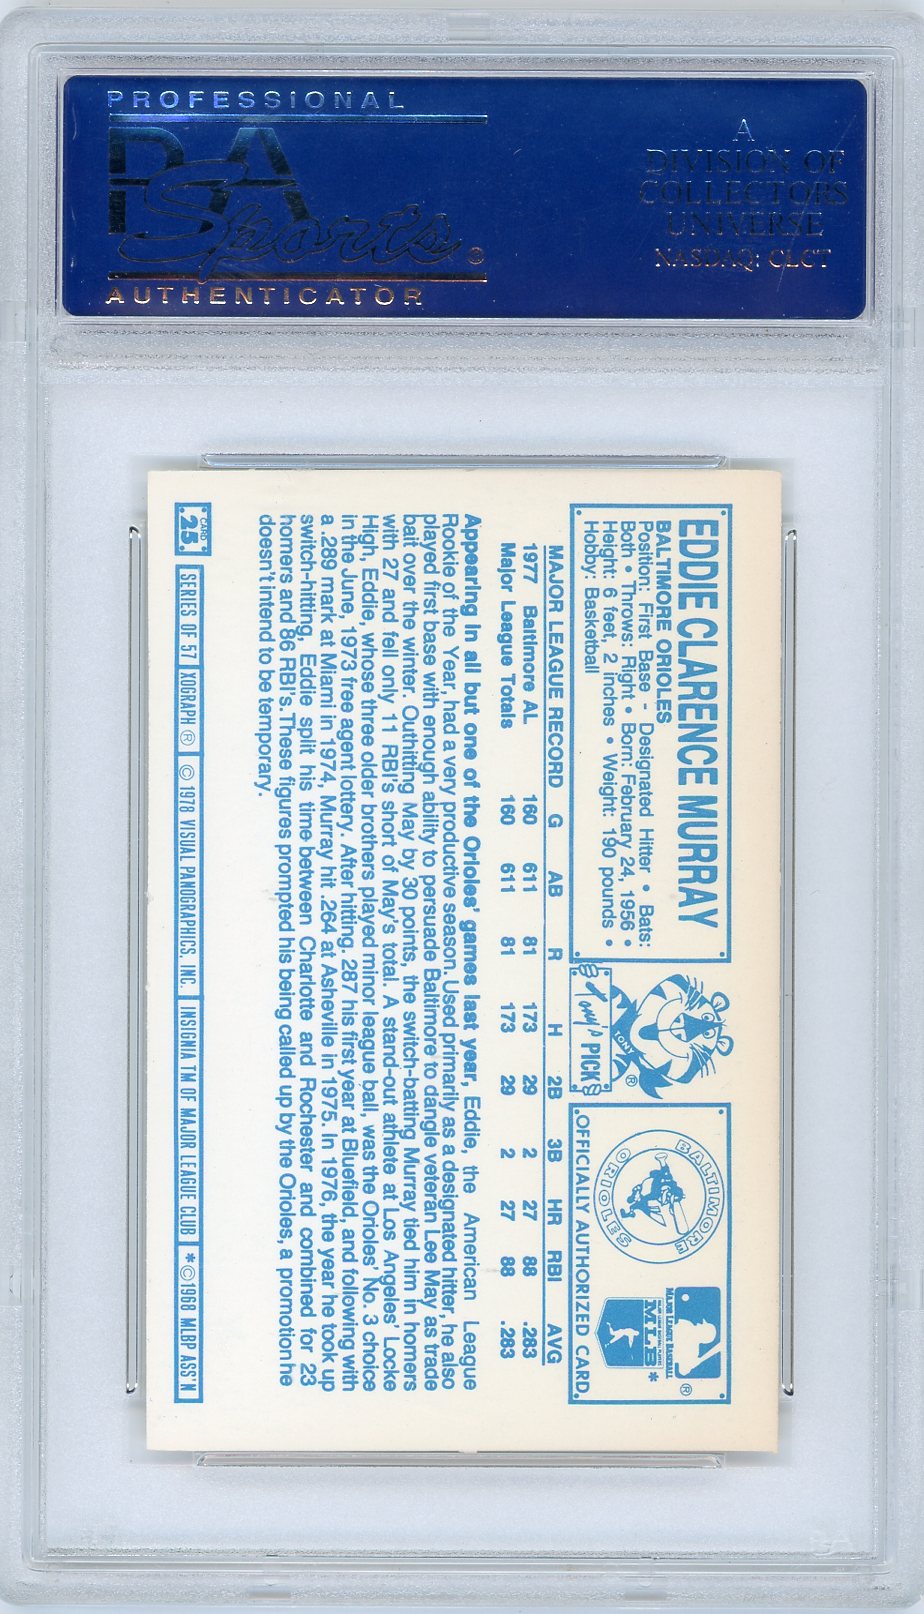 PROFESSIONAL
PSA
Sports®
AUTHENTICATOR
A
DIVISION OF
COLLECTORS
UNIVERSE
NASDAQ: CLCT
EDDIE CLARENCE MURRAY
BALTIMORE ORIOLES
Position: First Base - Designated Hitter • Bats:
Both • Throws: Right • Born: February 24, 1956 •
Height: 6 feet, 2 inches • Weight: 190 pounds •
Hobby: Basketball
TONY
®
Tony's PICK
BALTIMORE
ORIOLES
MAJOR LEAGUE BASEBALL
®
MAJOR LEAGUE BASEBALL PLAYERS
MLB*
OFFICIALLY AUTHORIZED CARD
MAJOR LEAGUE RECORD G AB R H 2B 3B HR RBI AVG
1977 Baltimore AL 160 611 81 173 29 2 27 88 .283
Major League Totals 160 611 81 173 29 2 27 88 .283
Appearing in all but one of the Orioles' games last year, Eddie, the American League
Rookie of the Year, had a very productive season. Used primarily as a designated hitter, he also
played first base with enough ability to persuade Baltimore to dangle veteran Lee May as trade
bait over the winter. Outhitting May by 30 points, the switch-batting Murray tied him in homers
with 27 and fell only 11 RBI's short of May's total. A stand-out athlete at Los Angeles' Locke
High, Eddie, whose three older brothers played minor league ball, was the Orioles' No. 3 choice
in the June, 1973 free agent lottery. After hitting .287 his first year at Bluefield, and following with
a .289 mark at Miami in 1974, Murray hit .264 at Asheville in 1975. In 1976, the year he took up
switch-hitting, Eddie split his time between Charlotte and Rochester and combined for 23
homers and 86 RBI's. These figures prompted his being called up by the Orioles, a promotion he
doesn't intend to be temporary.
CARD
25
SERIES OF 57 XOGRAPH ® © 1978 VISUAL PANOGRAPHICS, INC. INSIGNIA TM OF MAJOR LEAGUE CLUB *©1968 MLBP ASS'N